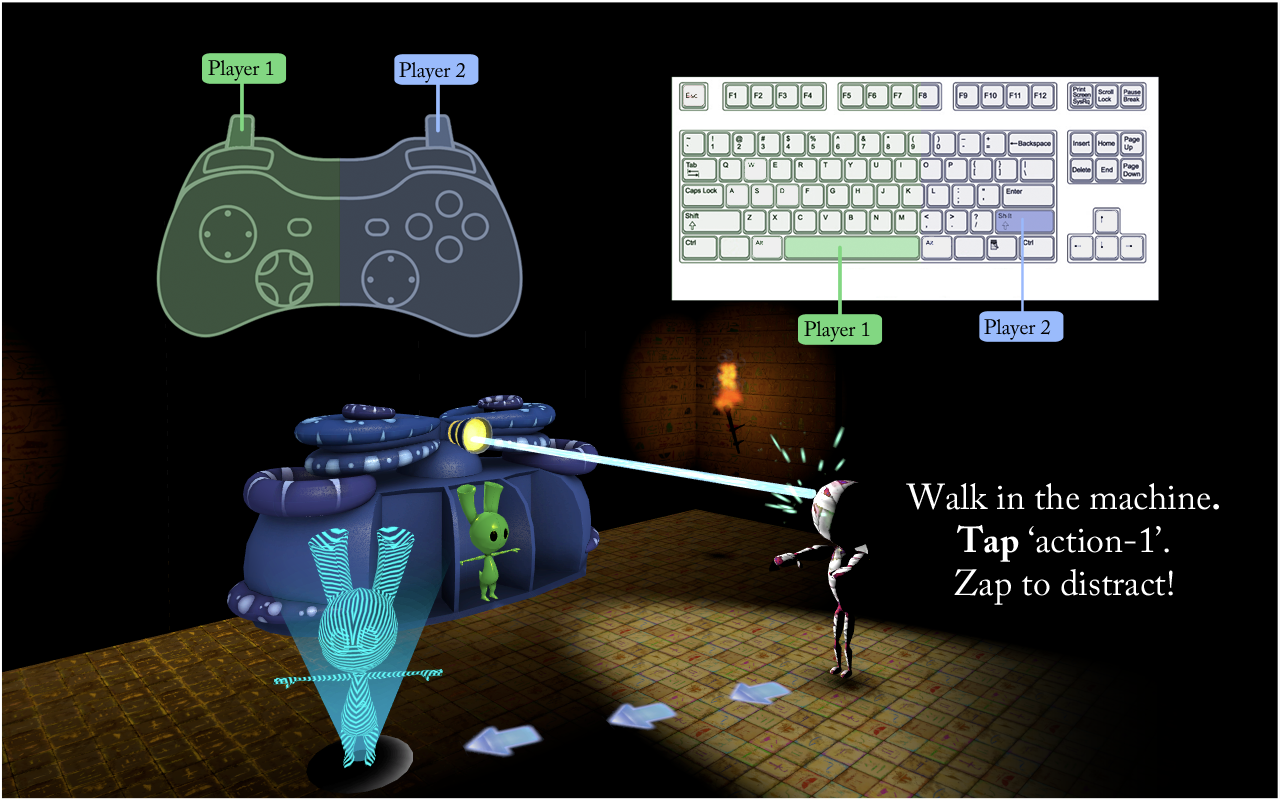 Player 1
Player 2
Esc F1 F2 F3 F4 F5 F6 F7 F8 F9 F10 F11 F12 Print Screen SysRq Scroll Lock Pause Break
~ ! 1 @ 2 # 3 $ 4 % 5 ^ 6 & 7 * 8 ( 9 ) 0 - = + ←Backspace Insert Home Page Up
Tab Q W E R T Y U I O P { [ } ] | \ Delete End Page Down
Caps Lock A S D F G H J K L : ; " ' Enter
Shift Z X C V B N M < , > . ? / Shift
Ctrl Alt Alt Ctrl
Player 1
Player 2
Walk in the machine.
Tap ‘action-1’.
Zap to distract!